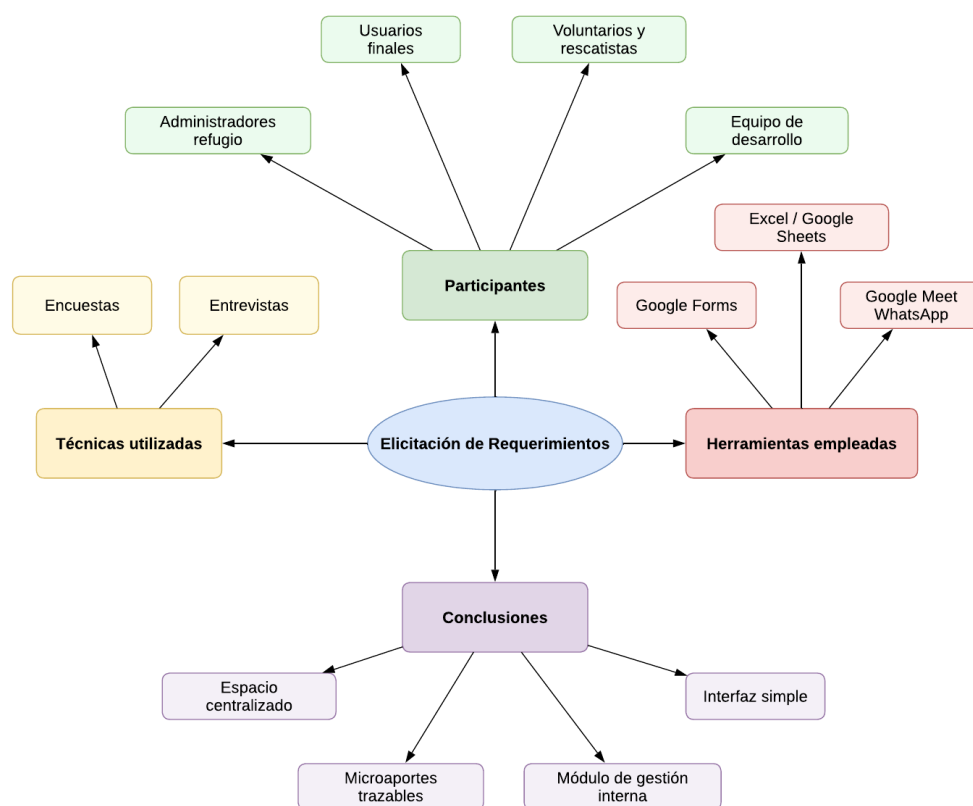 Usuarios
finales
Voluntarios y
rescatistas
Administradores
refugio
Equipo de
desarrollo
Excel / Google
Sheets
Participantes
Encuestas
Entrevistas
Google Forms
Google Meet
WhatsApp
Técnicas utilizadas
Elicitación de Requerimientos
Herramientas empleadas
Conclusiones
Espacio
centralizado
Interfaz simple
Microaportes
trazables
Módulo de gestión
interna